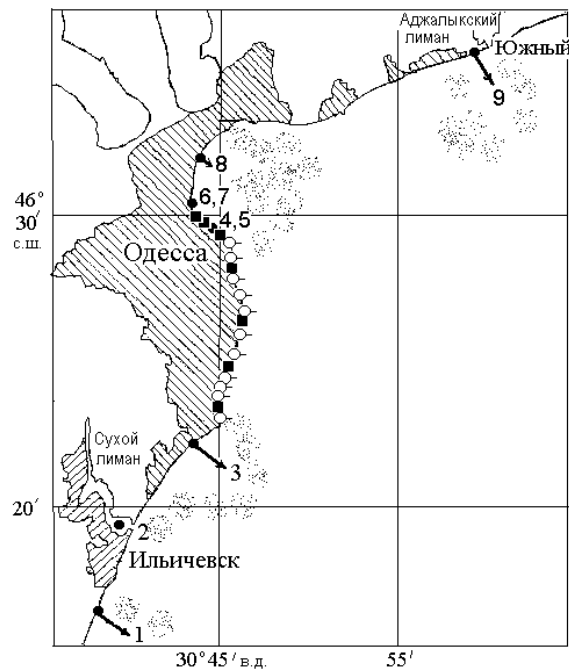 Аджалыкский
лиман
Южный
9
8
46°
6,7
30′
4,5
с.ш.
Одесса
Сухой
лиман
3
20′
2
Ильичевск
1
30°45′ в.д.
55′